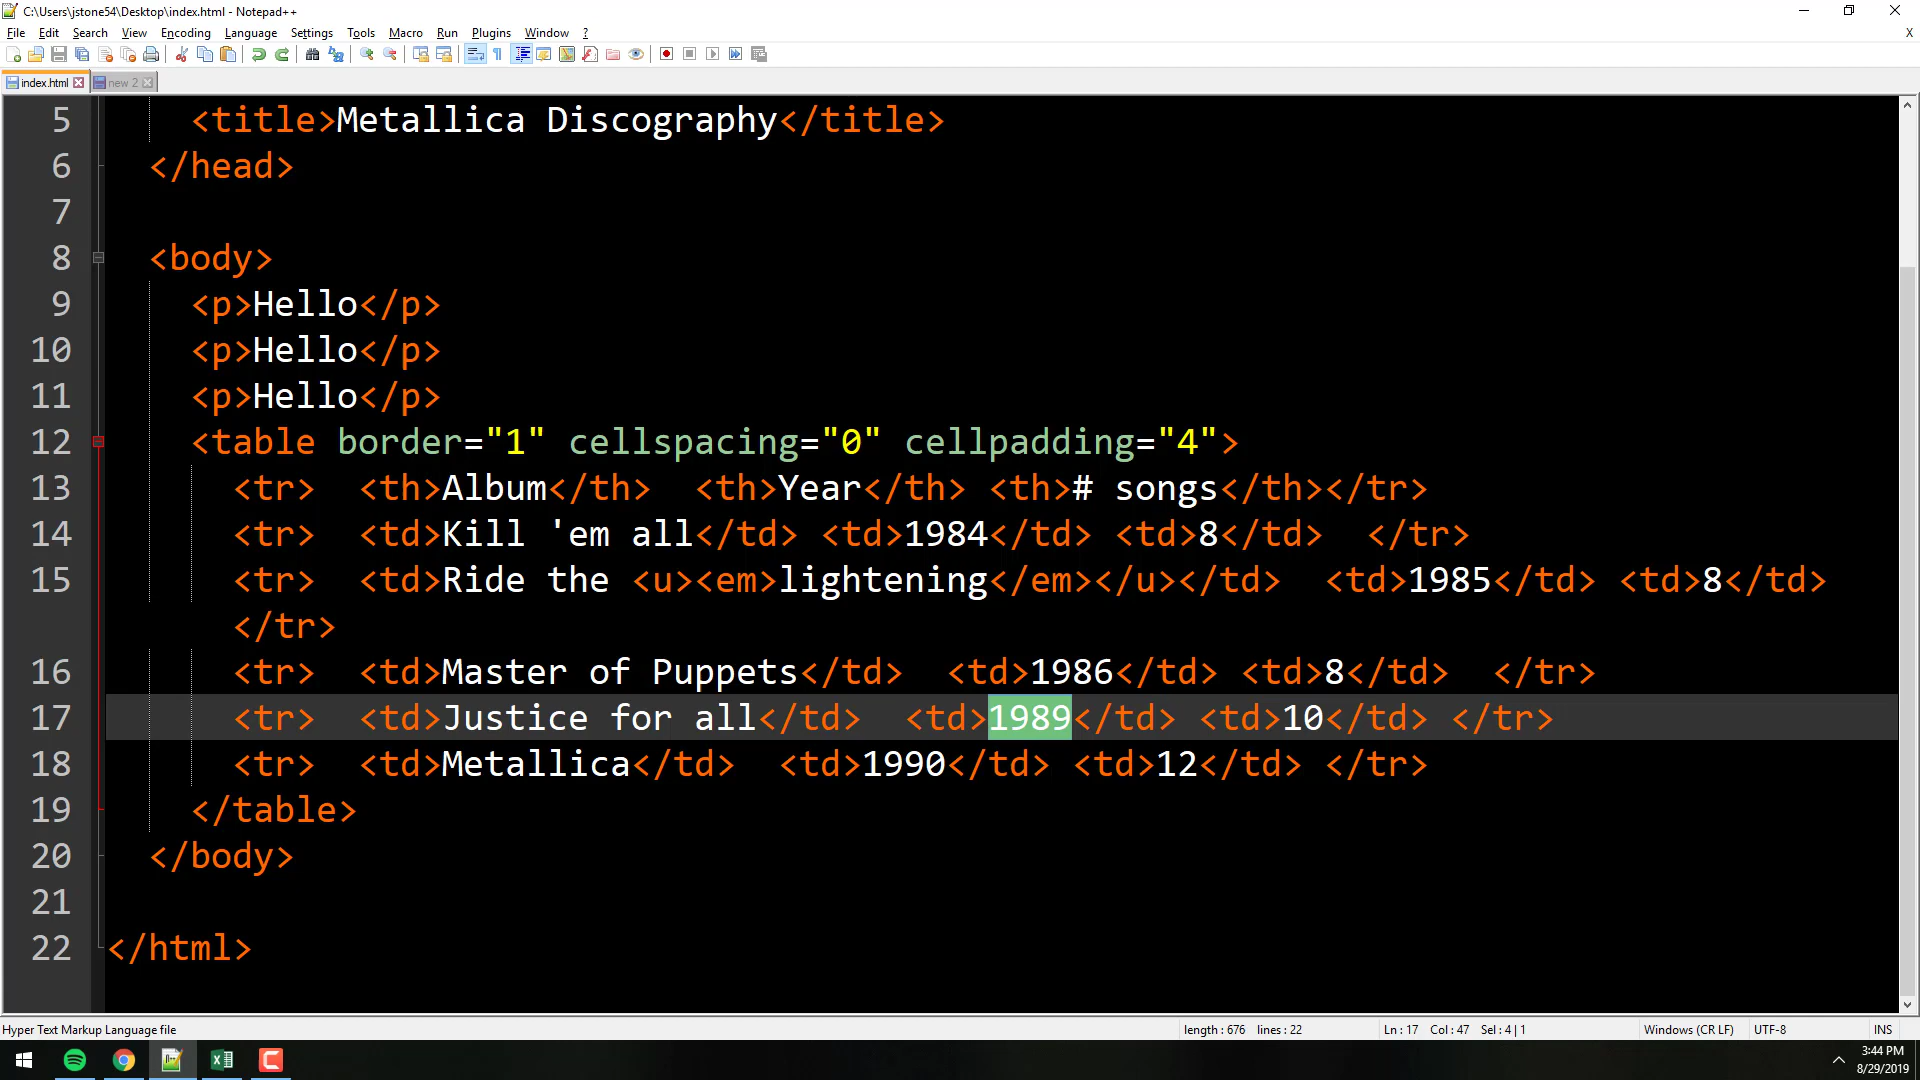 C:\Users\jstone54\Desktop\index.html - Notepad++
File Edit Search View Encoding Language Settings Tools Macro Run Plugins Window ? X
index.html new 2
5 <title>Metallica Discography</title>
6 </head>
7
8 <body>
9 <p>Hello</p>
10 <p>Hello</p>
11 <p>Hello</p>
12 <table border="1" cellspacing="0" cellpadding="4">
13 <tr> <th>Album</th> <th>Year</th> <th># songs</th></tr>
14 <tr> <td>Kill 'em all</td> <td>1984</td> <td>8</td> </tr>
15 <tr> <td>Ride the <u><em>lightening</em></u></td> <td>1985</td> <td>8</td>
</tr>
16 <tr> <td>Master of Puppets</td> <td>1986</td> <td>8</td> </tr>
17 <tr> <td>Justice for all</td> <td>1989</td> <td>10</td> </tr>
18 <tr> <td>Metallica</td> <td>1990</td> <td>12</td> </tr>
19 </table>
20 </body>
21
22 </html>
Hyper Text Markup Language file length : 676 lines : 22 Ln : 17 Col : 47 Sel : 4 | 1 Windows (CR LF) UTF-8 INS
3:44 PM
8/29/2019